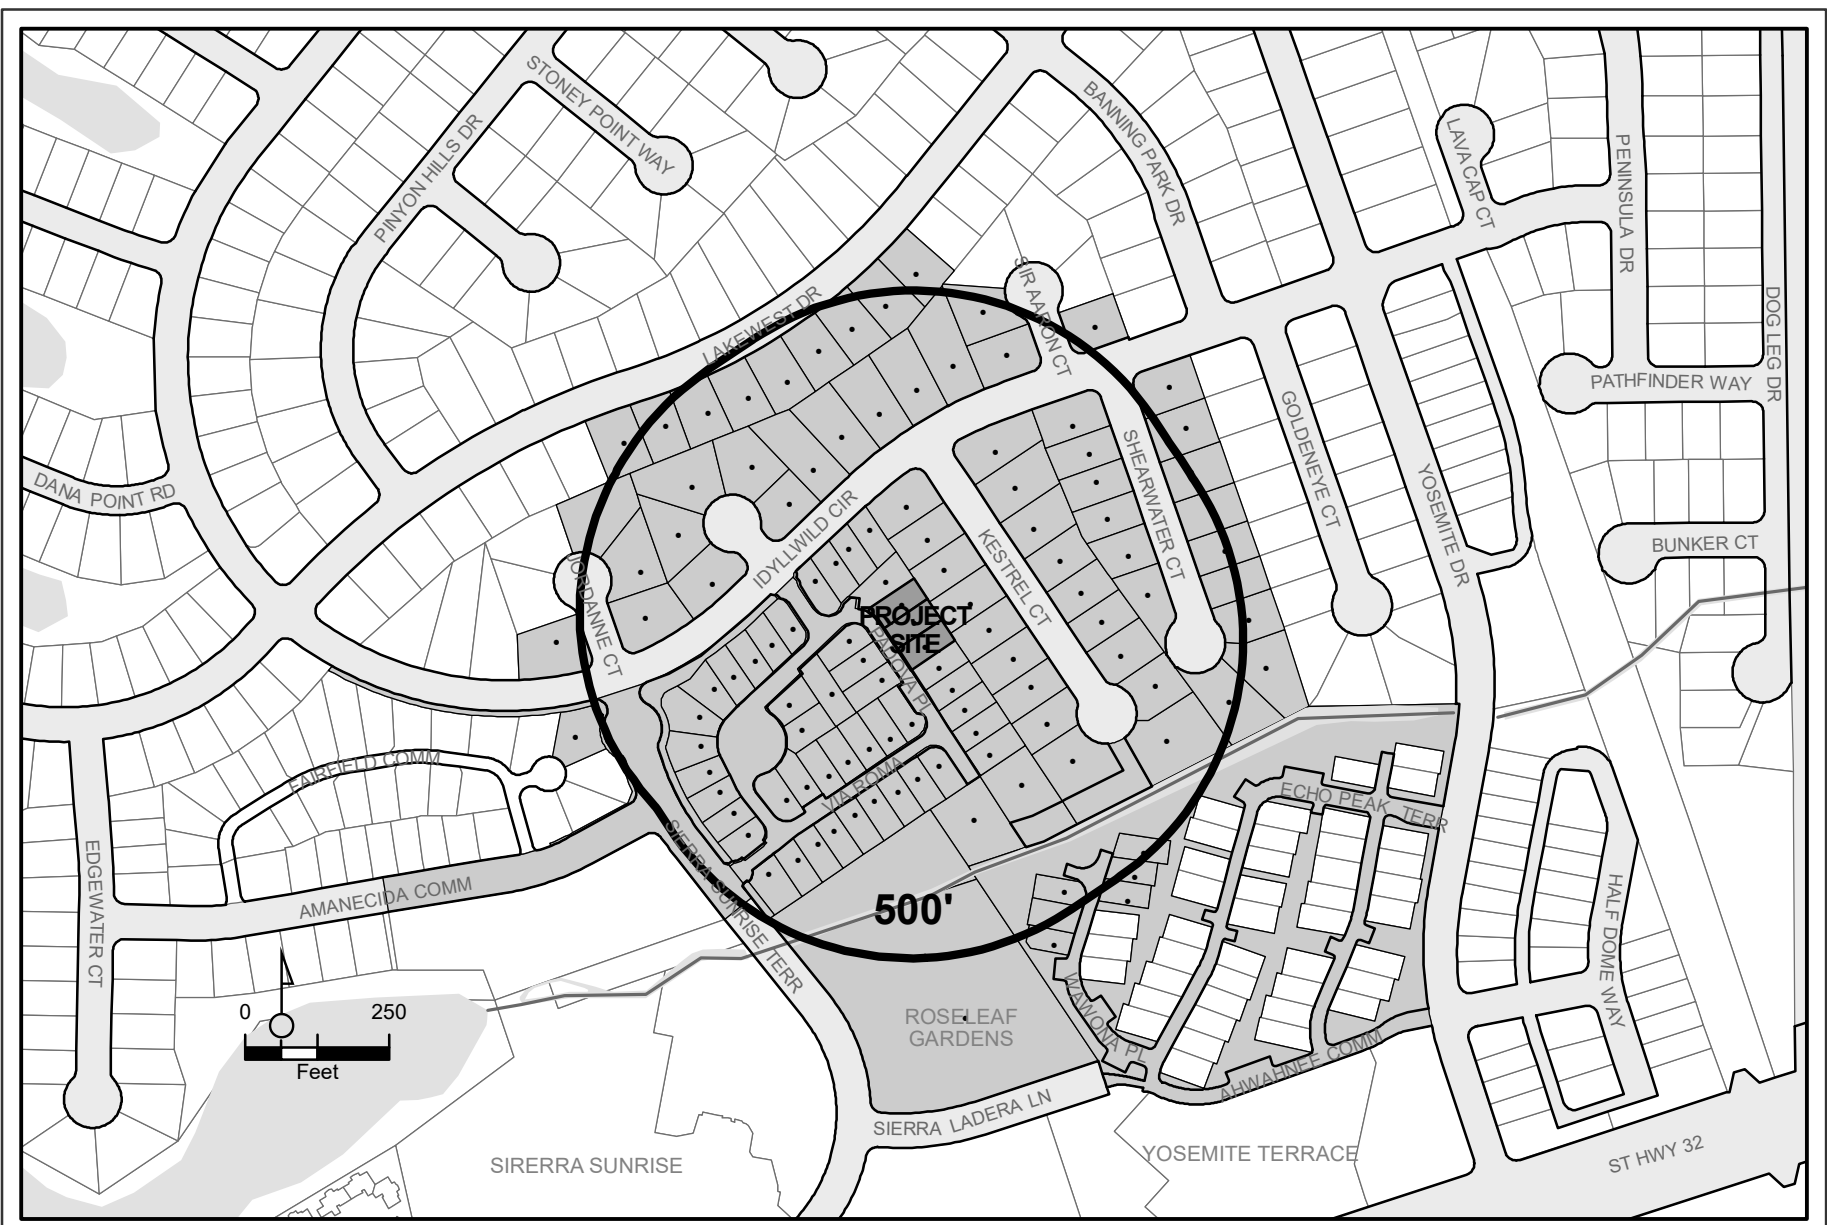 STONEY POINT WAY
PINYON HILLS DR
BANNING PARK DR
LAVA CAP CT
PENINSULA DR
SIR AARON CT
LAKEWEST DR
DOG LEG DR
PATHFINDER WAY
GOLDENEYE CT
SHEARWATER CT
YOSEMITE DR
DANA POINT RD
IDYLLWILD CIR
KESTREL CT
BUNKER CT
JORDANNE CT
PROJECT
SITE
PADOVA PL
FAIRFIELD COMM
VIA ROMA
ECHO PEAK TERR
EDGEWATER CT
AMANECIDA COMM
SIERRA SUNRISE TERR
500'
HALF DOME WAY
WAWONA PL
0 250
Feet
ROSELEAF
GARDENS
AHWAHNEE COMM
SIERRA LADERA LN
SIRERRA SUNRISE
YOSEMITE TERRACE
ST HWY 32